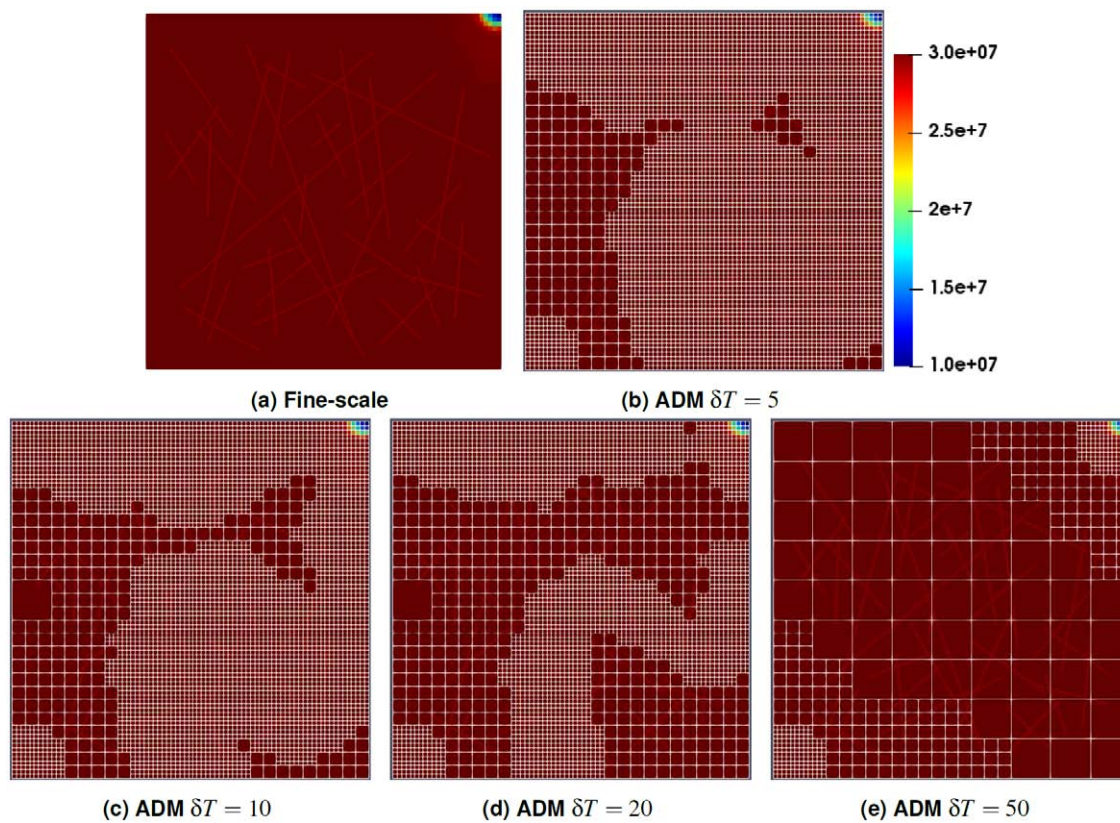 3.0e+07
2.5e+7
2e+7
1.5e+7
1.0e+07
(a) Fine-scale
(b) ADM δT = 5
(c) ADM δT = 10
(d) ADM δT = 20
(e) ADM δT = 50